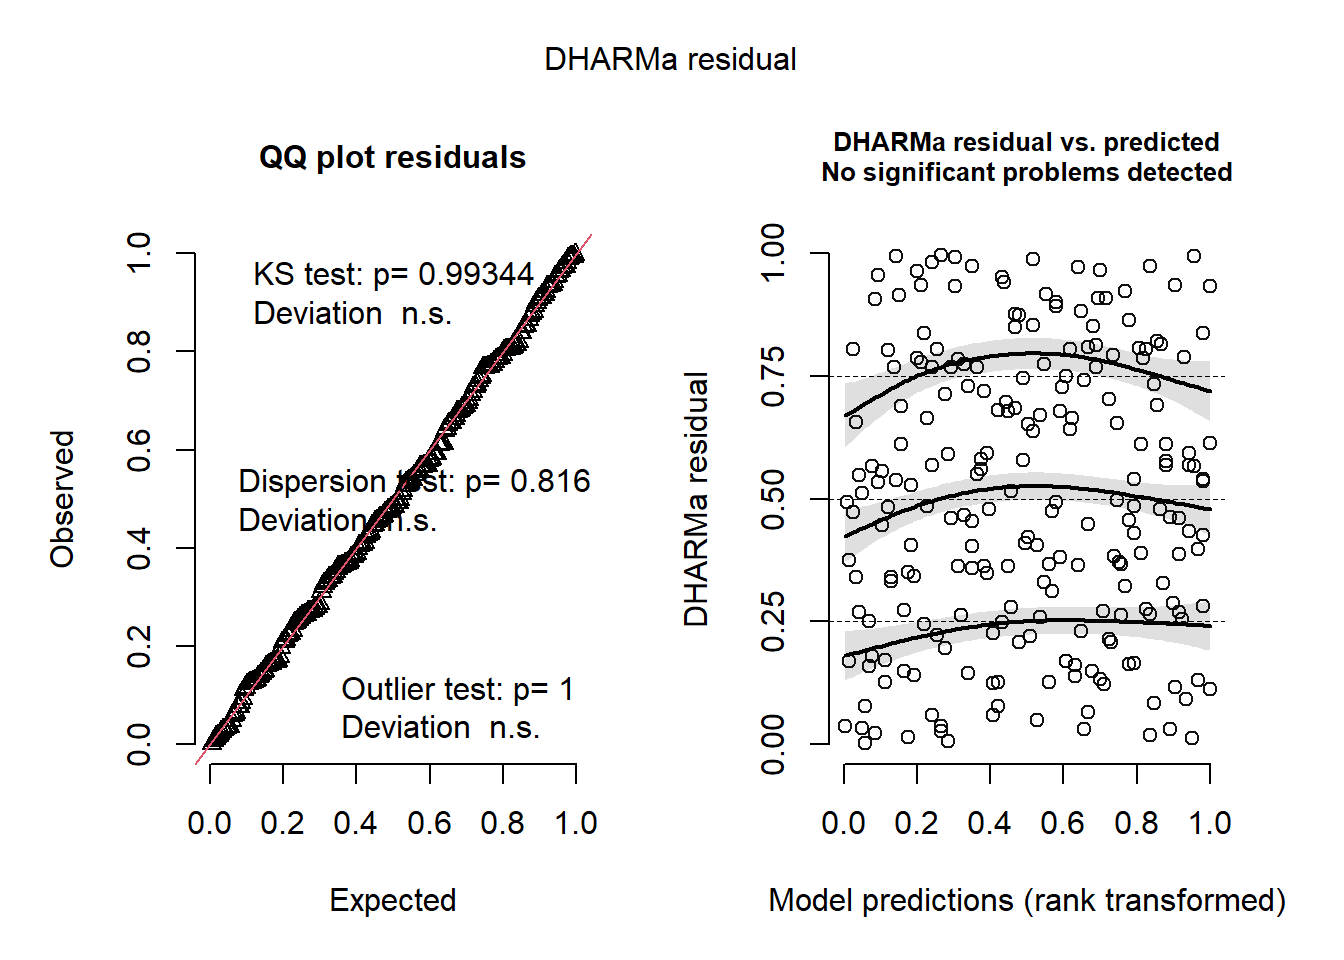 DHARMa residual
QQ plot residuals
KS test: p= 0.99344
Deviation  n.s.
Dispersion test: p= 0.816
Deviation n.s.
Outlier test: p= 1
Deviation  n.s.
Observed
0.0 0.2 0.4 0.6 0.8 1.0
0.0 0.2 0.4 0.6 0.8 1.0
Expected
DHARMa residual vs. predicted
No significant problems detected
DHARMa residual
0.00 0.25 0.50 0.75 1.00
0.0 0.2 0.4 0.6 0.8 1.0
Model predictions (rank transformed)